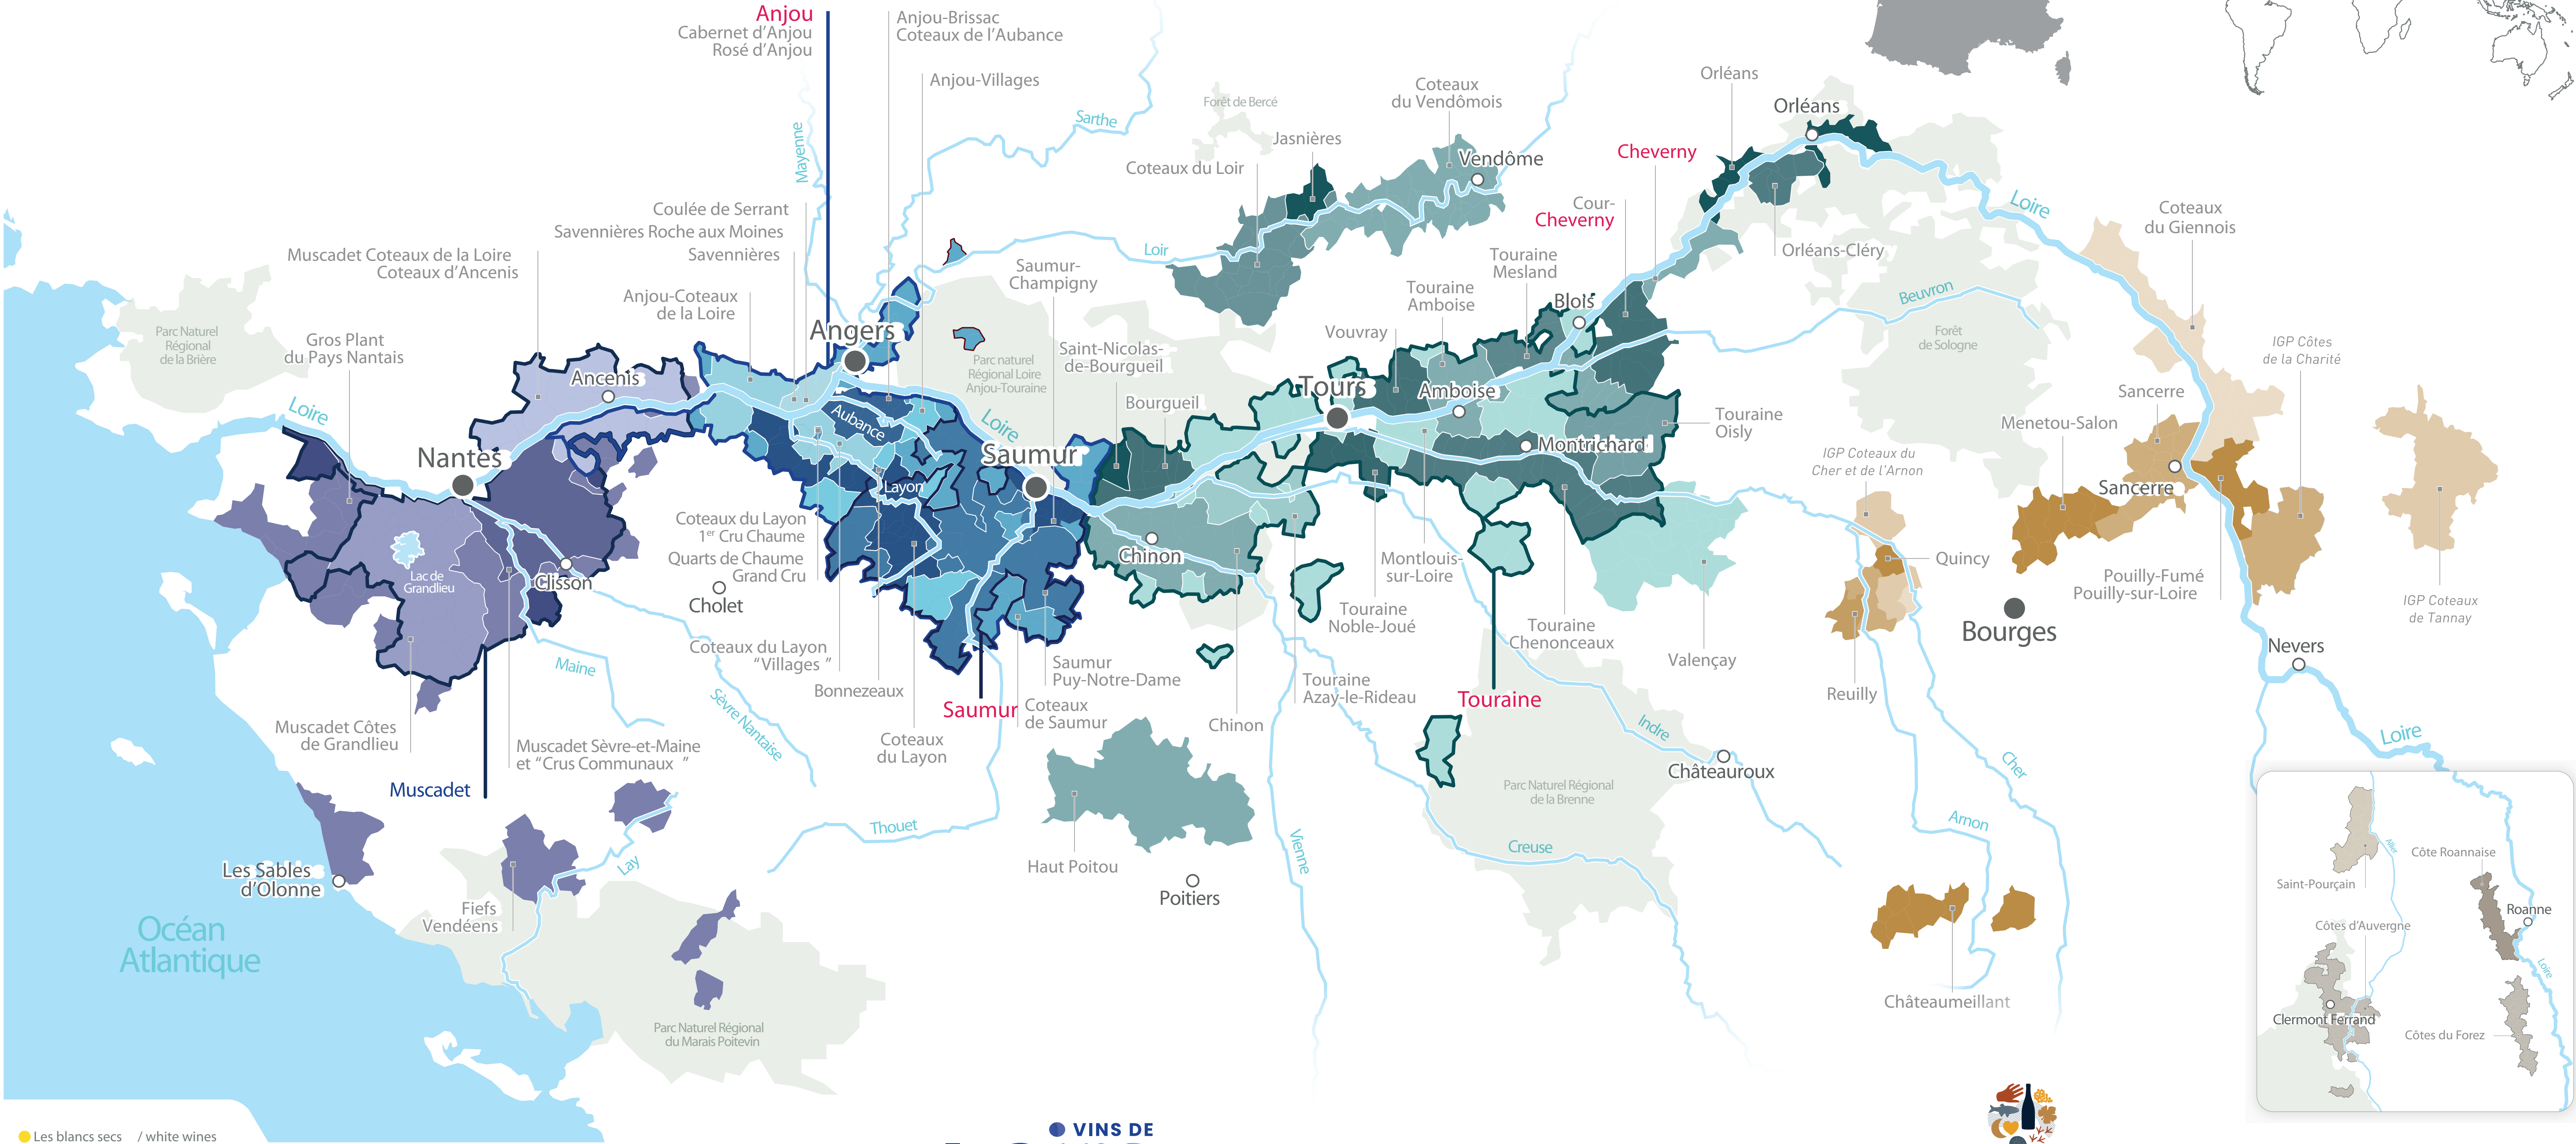 Anjou
Cabernet d'Anjou
Rosé d'Anjou
Anjou-Brissac
Coteaux de l'Aubance
Anjou-Villages
Mayenne
Sarthe
Forêt de Bercé
Jasnières
Coteaux du Loir
Coteaux
du Vendômois
Vendôme
Orléans
Orléans
Cheverny
Cour-
Cheverny
Orléans-Cléry
Loire
Coteaux
du Giennois
Coulée de Serrant
Savennières Roche aux Moines
Savennières
Muscadet Coteaux de la Loire
Coteaux d'Ancenis
Anjou-Coteaux
de la Loire
Loir
Saumur-
Champigny
Touraine
Mesland
Touraine
Amboise
Blois
Vouvray
Beuvron
Forêt
de Sologne
Parc Naturel
Régional
de la Brière
Gros Plant
du Pays Nantais
Angers
Parc naturel
Régional Loire
Anjou-Touraine
Saint-Nicolas-
de-Bourgueil
Bourgueil
IGP Côtes
de la Charité
Ancenis
Tours
Amboise
Sancerre
Menetou-Salon
Touraine
Oisly
Loire
Aubance
Loire
Nantes
Saumur
Montrichard
IGP Coteaux du
Cher et de l'Arnon
Sancerre
Layon
Coteaux du Layon
1er Cru Chaume
Quarts de Chaume
Grand Cru
Lac de
Grandlieu
Clisson
Cholet
Chinon
Montlouis-
sur-Loire
Quincy
Pouilly-Fumé
Pouilly-sur-Loire
IGP Coteaux
de Tannay
Touraine
Noble-Joué
Touraine
Chenonceaux
Bourges
Coteaux du Layon
"Villages "
Bonnezeaux
Maine
Sèvre Nantaise
Saumur
Puy-Notre-Dame
Saumur
Coteaux
de Saumur
Coteaux
du Layon
Chinon
Touraine
Azay-le-Rideau
Touraine
Valençay
Reuilly
Nevers
Muscadet Côtes
de Grandlieu
Muscadet Sèvre-et-Maine
et "Crus Communaux "
Muscadet
Indre
Châteauroux
Cher
Loire
Parc Naturel Régional
de la Brenne
Thouet
Arnon
Creuse
Vienne
Haut Poitou
Poitiers
Les Sables
d'Olonne
Lay
Fiefs
Vendéens
Océan
Atlantique
Parc Naturel Régional
du Marais Poitevin
Châteaumeillant
Allier
Côte Roannaise
Saint-Pourçain
Roanne
Côtes d'Auvergne
Loire
Clermont Ferrand
Côtes du Forez
Les blancs secs / white wines
VINS DE